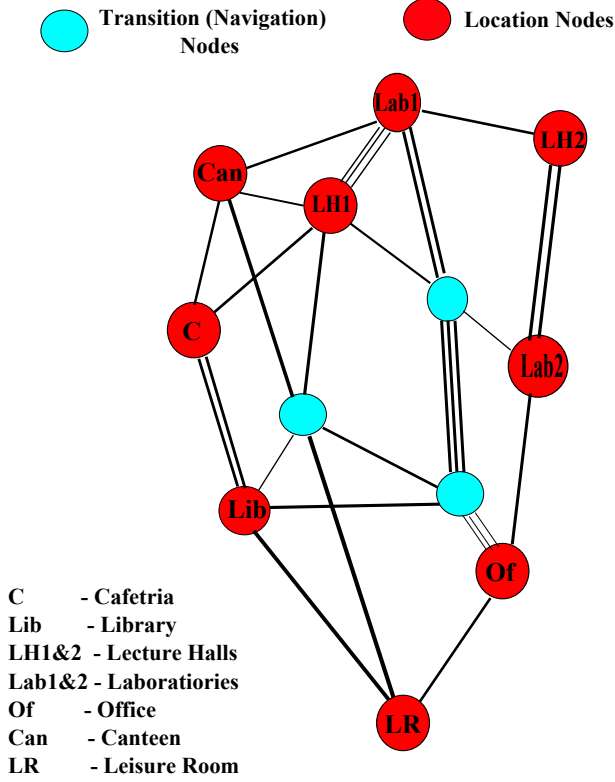 Transition (Navigation)
Nodes
Location Nodes
Lab1
LH2
Can
LH1
C
Lab2
Lib
Of
LR
C - Cafetria
Lib - Library
LH1&2 - Lecture Halls
Lab1&2 - Laboratiories
Of - Office
Can - Canteen
LR - Leisure Room